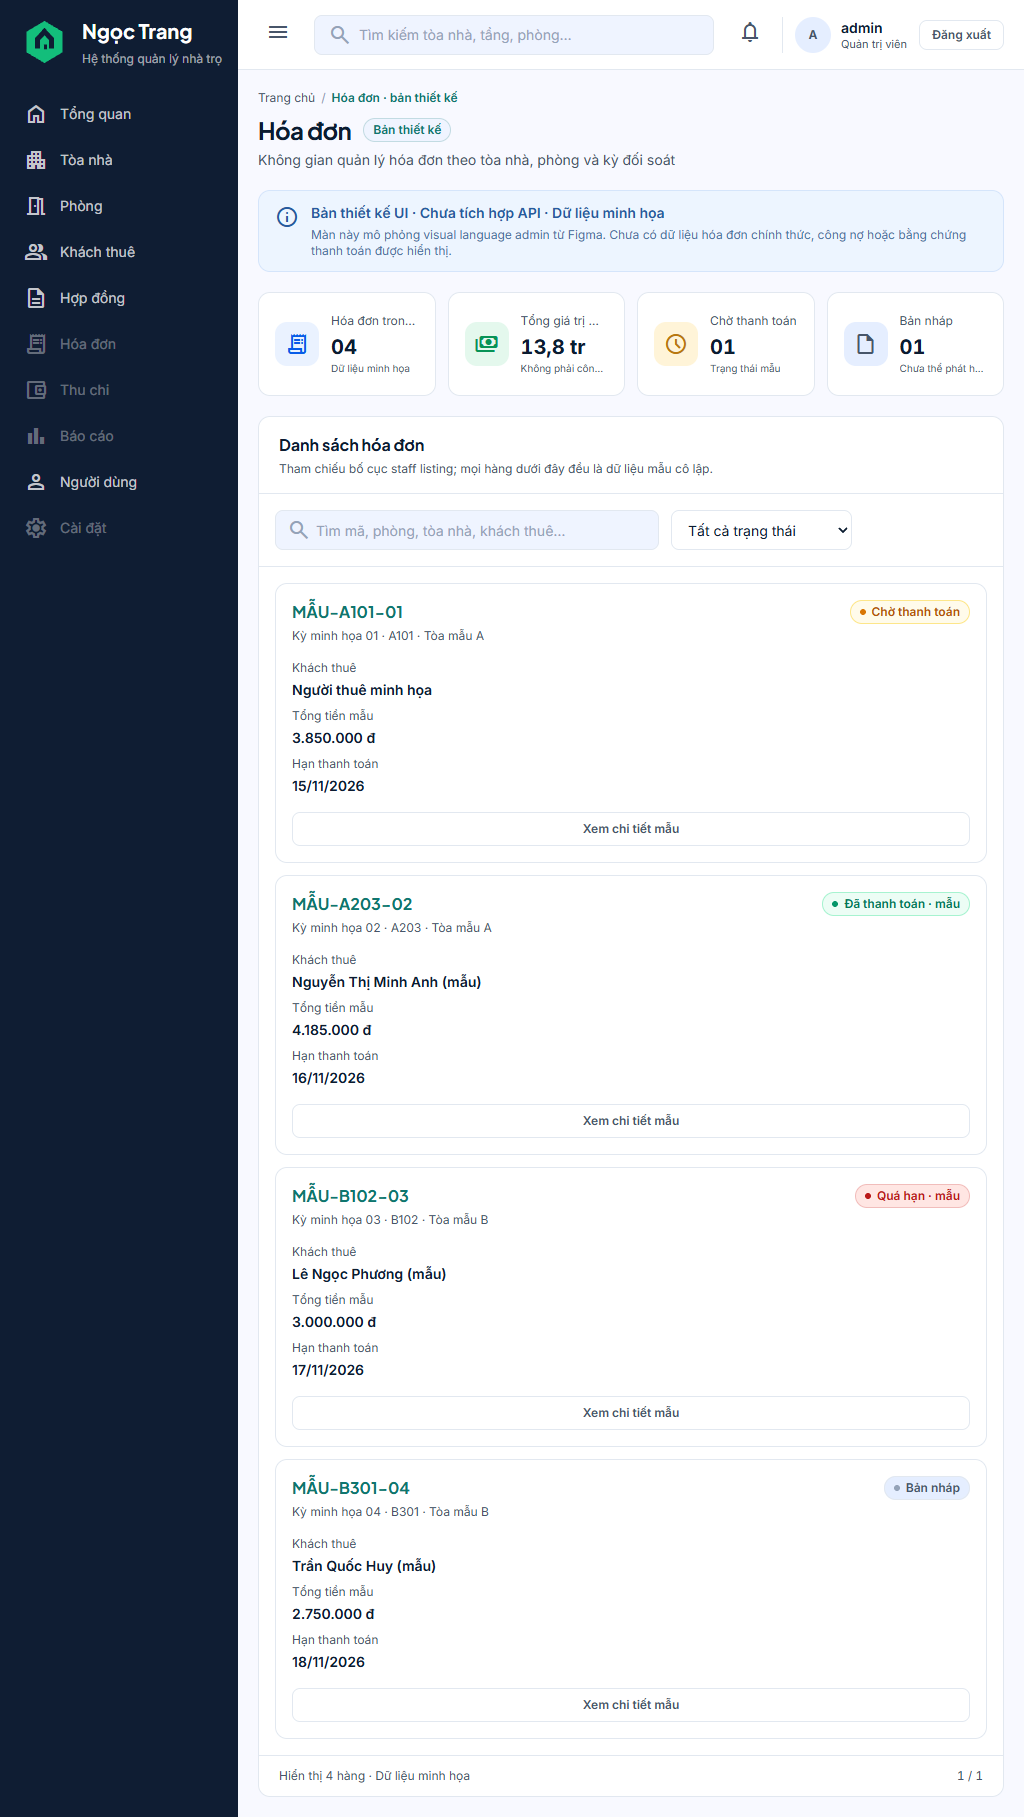 Ngọc Trang
Hệ thống quản lý nhà trọ
Tổng quan
Tòa nhà
Phòng
Khách thuê
Hợp đồng
Hóa đơn
Thu chi
Báo cáo
Người dùng
Cài đặt
Tìm kiếm tòa nhà, tầng, phòng...
A
admin
Quản trị viên
Đăng xuất
Trang chủ / Hóa đơn · bản thiết kế
Hóa đơn
Bản thiết kế
Không gian quản lý hóa đơn theo tòa nhà, phòng và kỳ đối soát
Bản thiết kế UI · Chưa tích hợp API · Dữ liệu minh họa
Màn này mô phỏng visual language admin từ Figma. Chưa có dữ liệu hóa đơn chính thức, công nợ hoặc bằng chứng
thanh toán được hiển thị.
Hóa đơn tron...
04
Dữ liệu minh họa
Tổng giá trị ...
13,8 tr
Không phải côn...
Chờ thanh toán
01
Trạng thái mẫu
Bản nháp
01
Chưa thể phát h...
Danh sách hóa đơn
Tham chiếu bố cục staff listing; mọi hàng dưới đây đều là dữ liệu mẫu cô lập.
Tìm mã, phòng, tòa nhà, khách thuê...
Tất cả trạng thái
MẪU-A101-01
Chờ thanh toán
Kỳ minh họa 01 · A101 · Tòa mẫu A
Khách thuê
Người thuê minh họa
Tổng tiền mẫu
3.850.000 đ
Hạn thanh toán
15/11/2026
Xem chi tiết mẫu
MẪU-A203-02
Đã thanh toán · mẫu
Kỳ minh họa 02 · A203 · Tòa mẫu A
Khách thuê
Nguyễn Thị Minh Anh (mẫu)
Tổng tiền mẫu
4.185.000 đ
Hạn thanh toán
16/11/2026
Xem chi tiết mẫu
MẪU-B102-03
Quá hạn · mẫu
Kỳ minh họa 03 · B102 · Tòa mẫu B
Khách thuê
Lê Ngọc Phương (mẫu)
Tổng tiền mẫu
3.000.000 đ
Hạn thanh toán
17/11/2026
Xem chi tiết mẫu
MẪU-B301-04
Bản nháp
Kỳ minh họa 04 · B301 · Tòa mẫu B
Khách thuê
Trần Quốc Huy (mẫu)
Tổng tiền mẫu
2.750.000 đ
Hạn thanh toán
18/11/2026
Xem chi tiết mẫu
Hiển thị 4 hàng · Dữ liệu minh họa
1 / 1